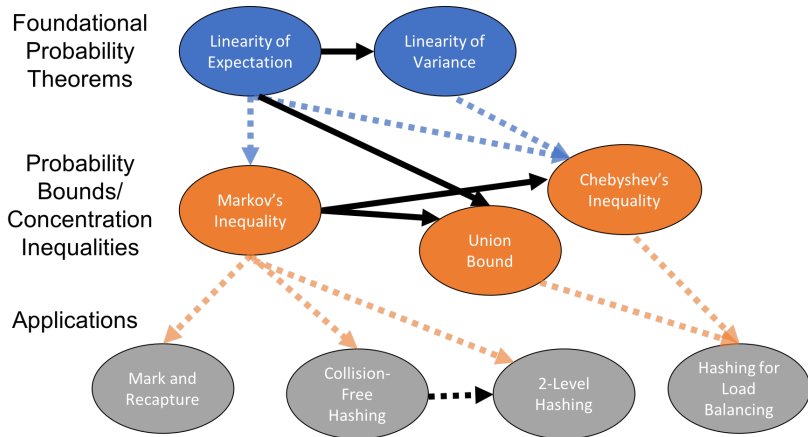 Foundational
Probability
Theorems
Linearity of
Expectation
Linearity of
Variance
Probability
Bounds/
Concentration
Inequalities
Markov's
Inequality
Union
Bound
Chebyshev's
Inequality
Applications
Mark and
Recapture
Collision-
Free
Hashing
2-Level
Hashing
Hashing for
Load
Balancing